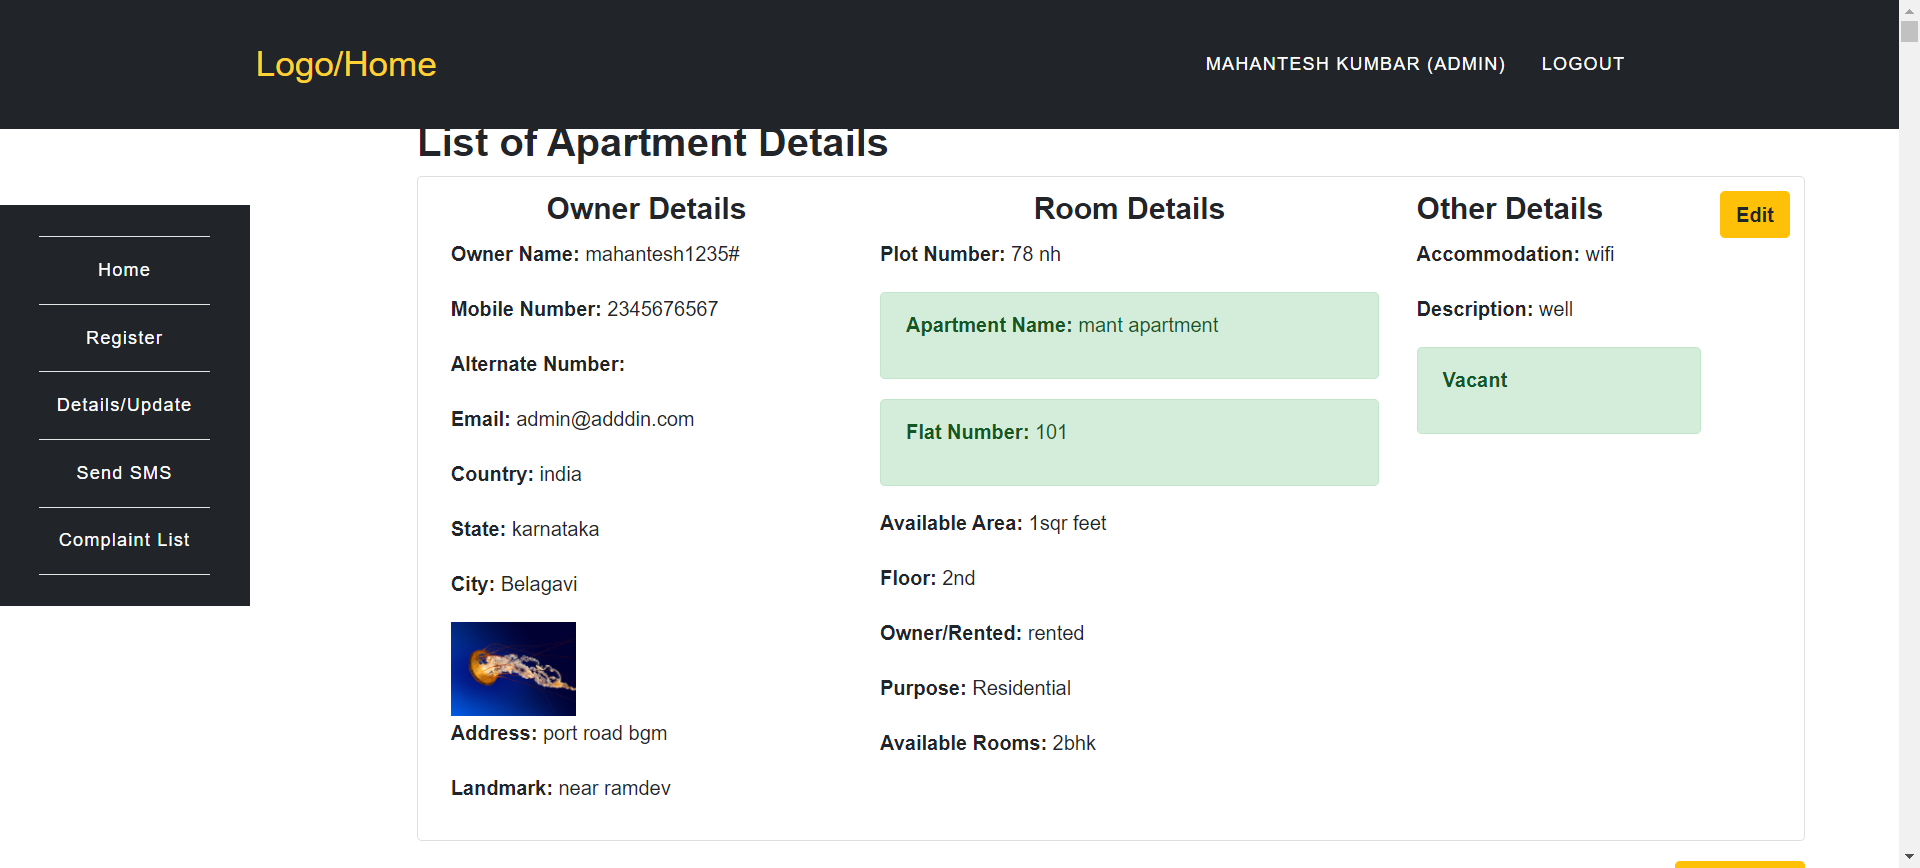 Logo/Home
MAHANTESH KUMBAR (ADMIN)
LOGOUT
List of Apartment Details
Home
Register
Details/Update
Send SMS
Complaint List
Owner Details
Owner Name: mahantesh1235#
Mobile Number: 2345676567
Alternate Number:
Email: admin@adddin.com
Country: india
State: karnataka
City: Belagavi
Address: port road bgm
Landmark: near ramdev
Room Details
Plot Number: 78 nh
Apartment Name: mant apartment
Flat Number: 101
Available Area: 1sqr feet
Floor: 2nd
Owner/Rented: rented
Purpose: Residential
Available Rooms: 2bhk
Other Details
Accommodation: wifi
Description: well
Vacant
Edit